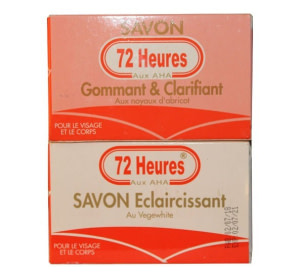 SAVON
72 Heures
Aux AHA
Gommant & Clarifiant
Aux noyaux d'abricot
POUR LE VISAGE
ET LE CORPS
72 Heures®
Aux AHA
SAVON Eclaircissant
Au Vegewhite
POUR LE VISAGE
ET LE CORPS